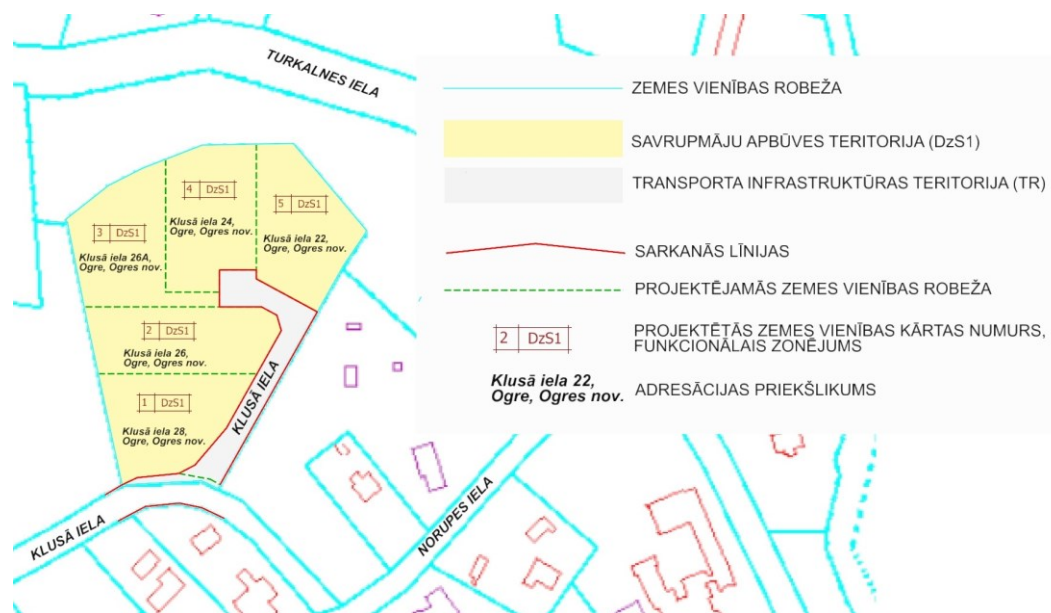 TURKALNES IELA
ZEMES VIENĪBAS ROBEŽA
SAVRUPMĀJU APBŪVES TERITORIJA (DzS1)
TRANSPORTA INFRASTRUKTŪRAS TERITORIJA (TR)
SARKANĀS LĪNIJAS
PROJEKTĒJAMĀS ZEMES VIENĪBAS ROBEŽA
2 DzS1
PROJEKTĒTĀS ZEMES VIENĪBAS KĀRTAS NUMURS,
FUNKCIONĀLAIS ZONĒJUMS
Klusā iela 22,
Ogre, Ogres nov.
ADRESĀCIJAS PRIEKŠLIKUMS
4 DzS1
Klusā iela 24,
Ogre, Ogres nov.
5 DzS1
Klusā iela 22,
Ogre, Ogres nov.
3 DzS1
Klusā iela 26A,
Ogre, Ogres nov.
2 DzS1
Klusā iela 26,
Ogre, Ogres nov.
1 DzS1
Klusā iela 28,
Ogre, Ogres nov.
KLUSĀ IELA
KLUSĀ IELA
NORUPES IELA